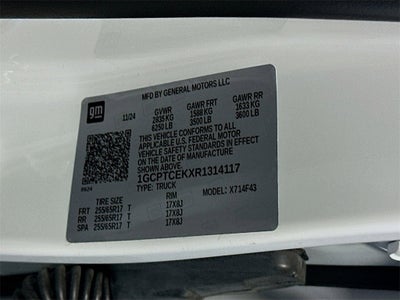 MFD BY GENERAL MOTORS LLC
gm
11/24 GVWR GAWR FRT GAWR RR
2835 KG 1588 KG 1633 KG
6250 LB 3500 LB 3600 LB
THIS VEHICLE CONFORMS TO ALL
APPLICABLE U.S. FEDERAL MOTOR
VEHICLE SAFETY STANDARDS IN
EFFECT ON THE DATE OF MANUFACTURE
SHOWN ABOVE.
1GCPTCEKXR1314117
TYPE: TRUCK MODEL: X714F43
TIRE SIZE RIM
FRT 255/65R17 T 17X8J
RR 255/65R17 T 17X8J
SPA 255/65R17 T 17X8J